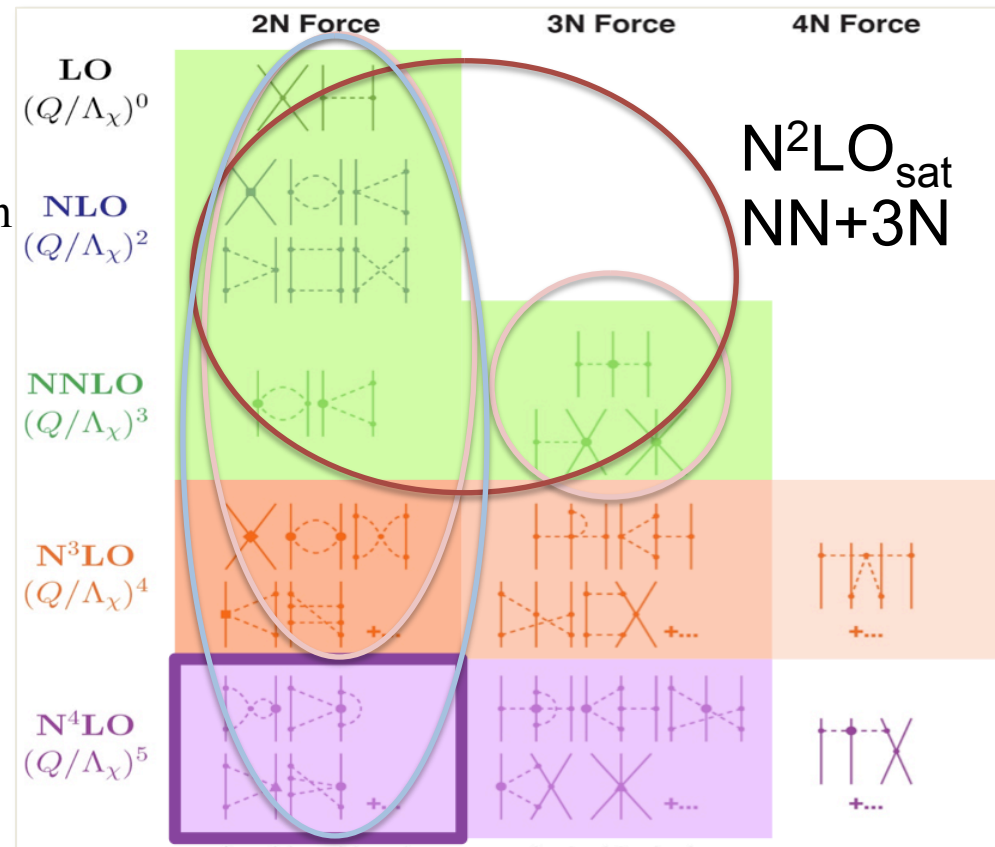 2N Force 3N Force 4N Force
LO
(Q/Λχ)⁰
N²LOsat
NN+3N
n
NLO
(Q/Λχ)²
NNLO
(Q/Λχ)³
N³LO
(Q/Λχ)⁴
+... +... +...
N⁴LO
(Q/Λχ)⁵
+... +... +...